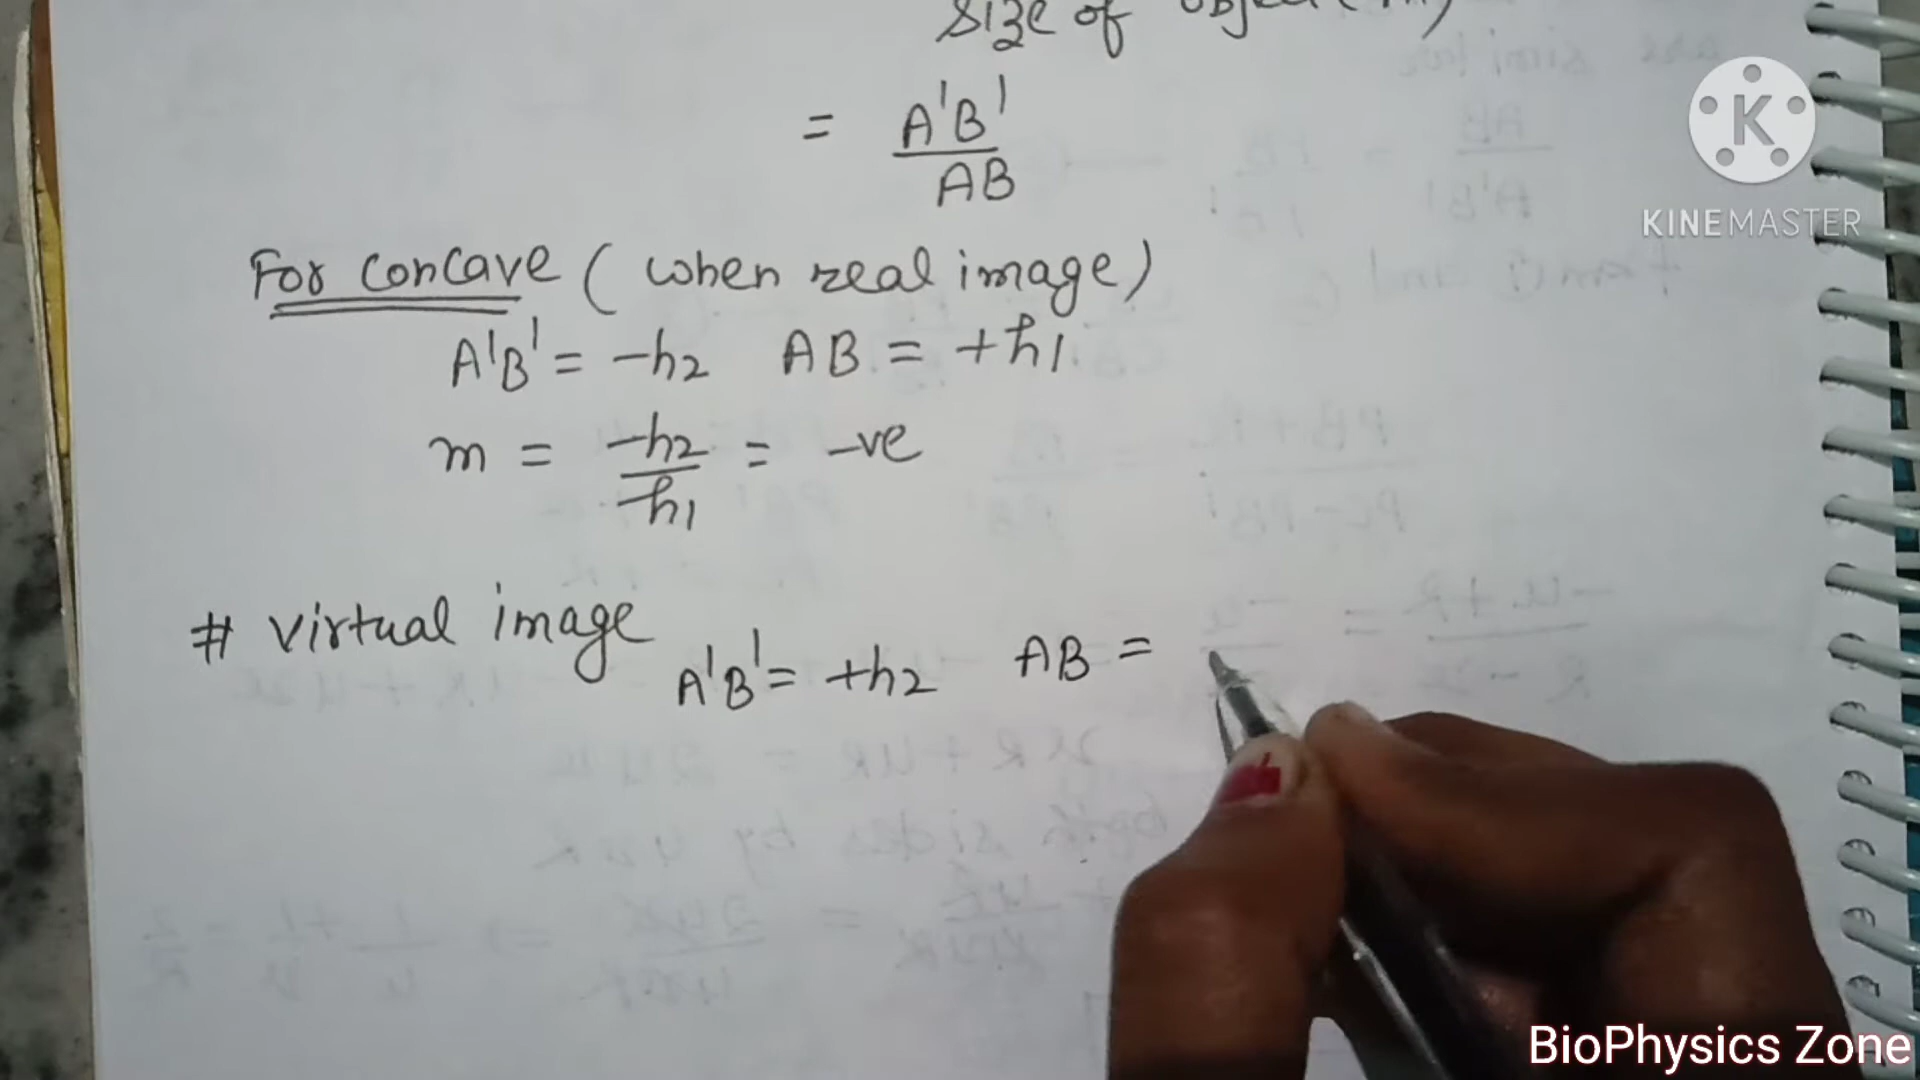 size of object
= A'B'
AB
K
KINEMASTER
For concave (when real image)
A'B' = -h2 AB = +h1
m = -h2 = -ve
h1
# virtual image
A'B' = +h2 AB =
BioPhysics Zone